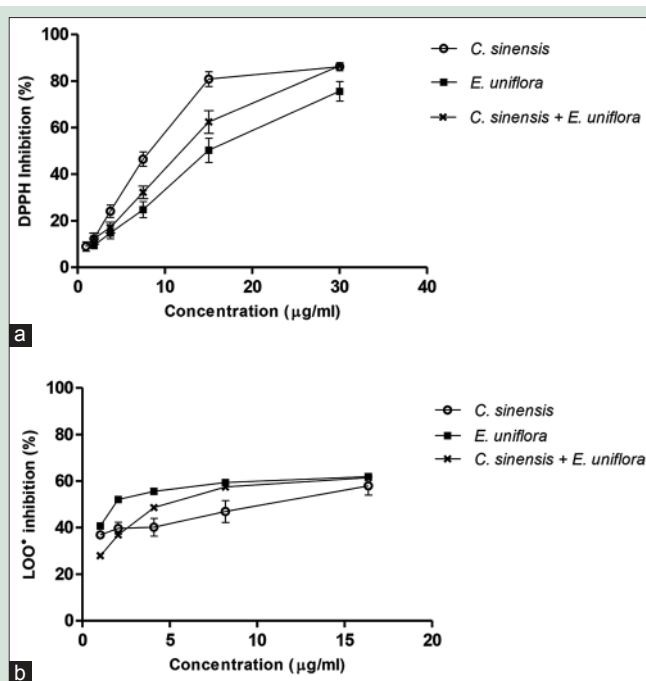 100
80
60
40
20
0
DPPH Inhibition (%)
0 10 20 30 40
Concentration (μg/ml)
C. sinensis
E. uniflora
C. sinensis + E. uniflora
a
100
80
60
40
20
0
LOO• inhibition (%)
0 5 10 15 20
Concentration (μg/ml)
C. sinensis
E. uniflora
C. sinensis + E. uniflora
b